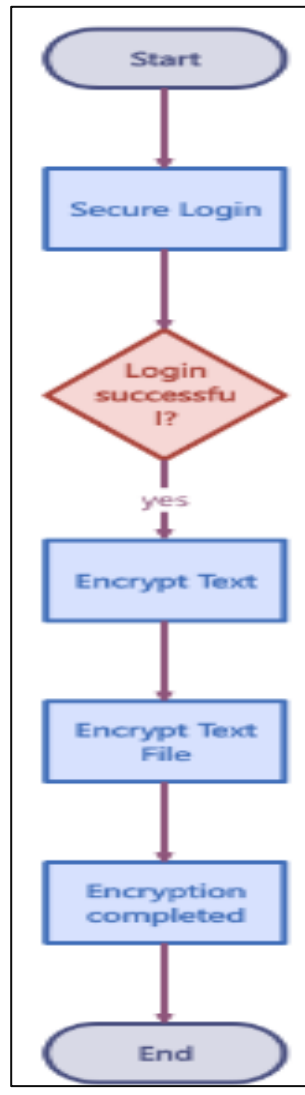 Start
Secure Login
Login
successfu
l?
yes
Encrypt Text
Encrypt Text
File
Encryption
completed
End